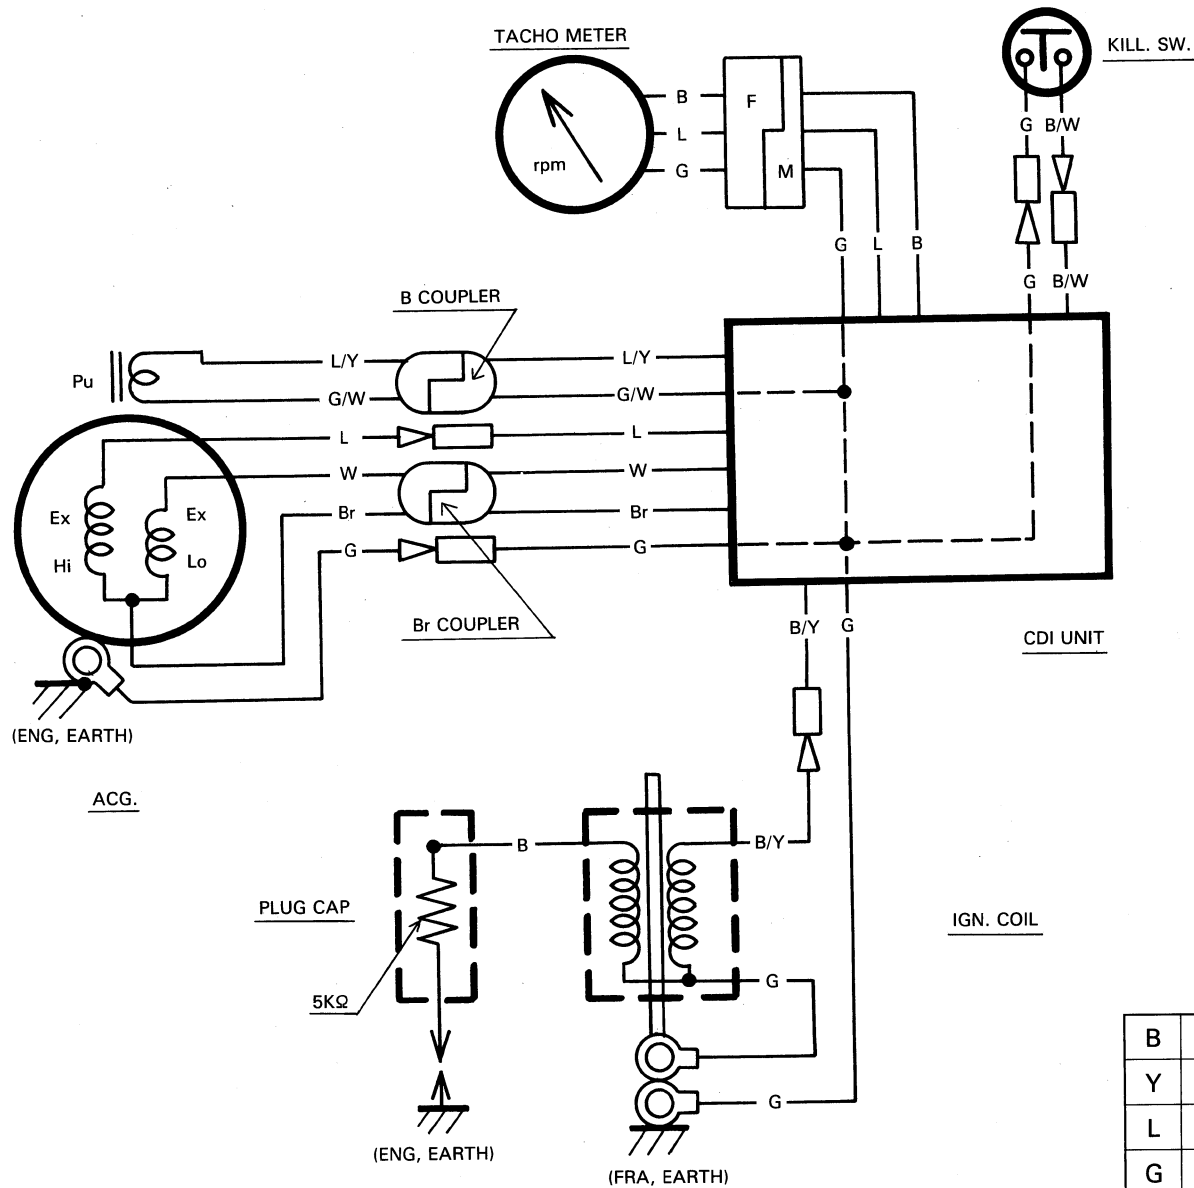 TACHO METER
KILL. SW.
B
F
L
rpm
G
M
G
B/W
G
L
B
G
B/W
B COUPLER
Pu
L/Y
L/Y
G/W
G/W
L
L
W
W
Ex
Ex
Br
Br
Hi
Lo
G
G
Br COUPLER
B/Y
G
CDI UNIT
(ENG, EARTH)
ACG.
B
B/Y
PLUG CAP
IGN. COIL
5KΩ
G
G
(ENG, EARTH)
(FRA, EARTH)
B
Y
L
G